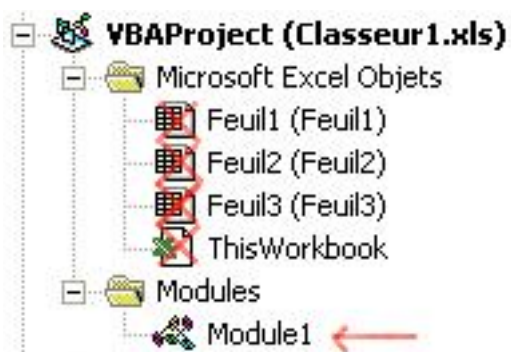 VBAProject (Classeur1.xls)
Microsoft Excel Objets
Feuil1 (Feuil1)
Feuil2 (Feuil2)
Feuil3 (Feuil3)
ThisWorkbook
Modules
Module1